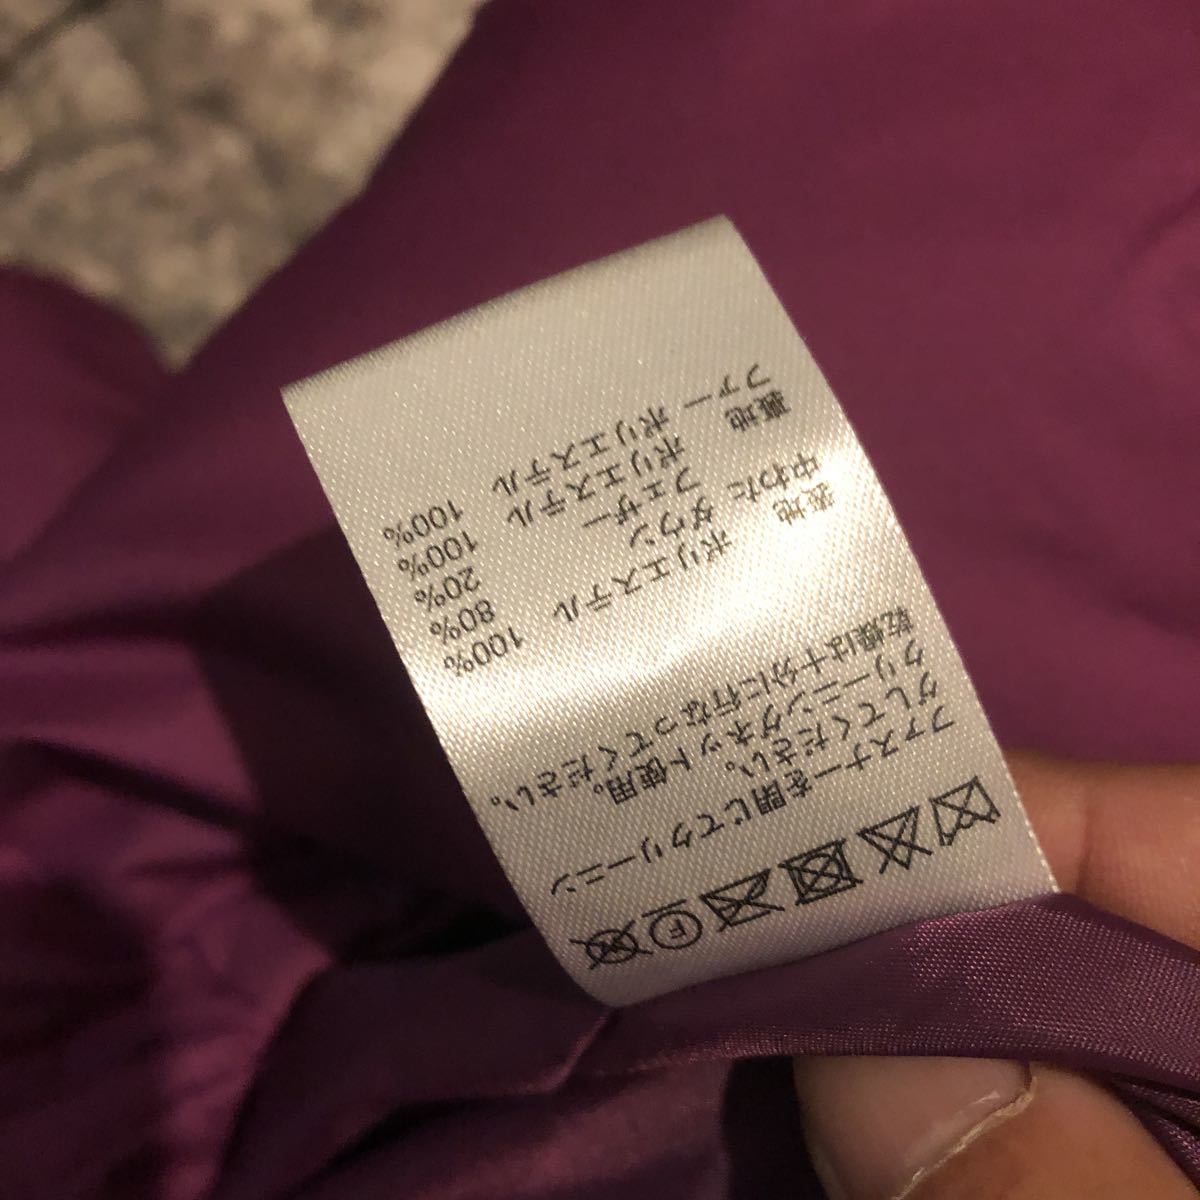 F
ファスナーを閉じてクリーニン
グしてください。
クリーニングネット使用。
乾燥は十分に行なってください。
表地 ポリエステル 100%
中わた ダウン 80%
フェザー 20%
裏地 ポリエステル 100%
ファー ポリエステル 100%